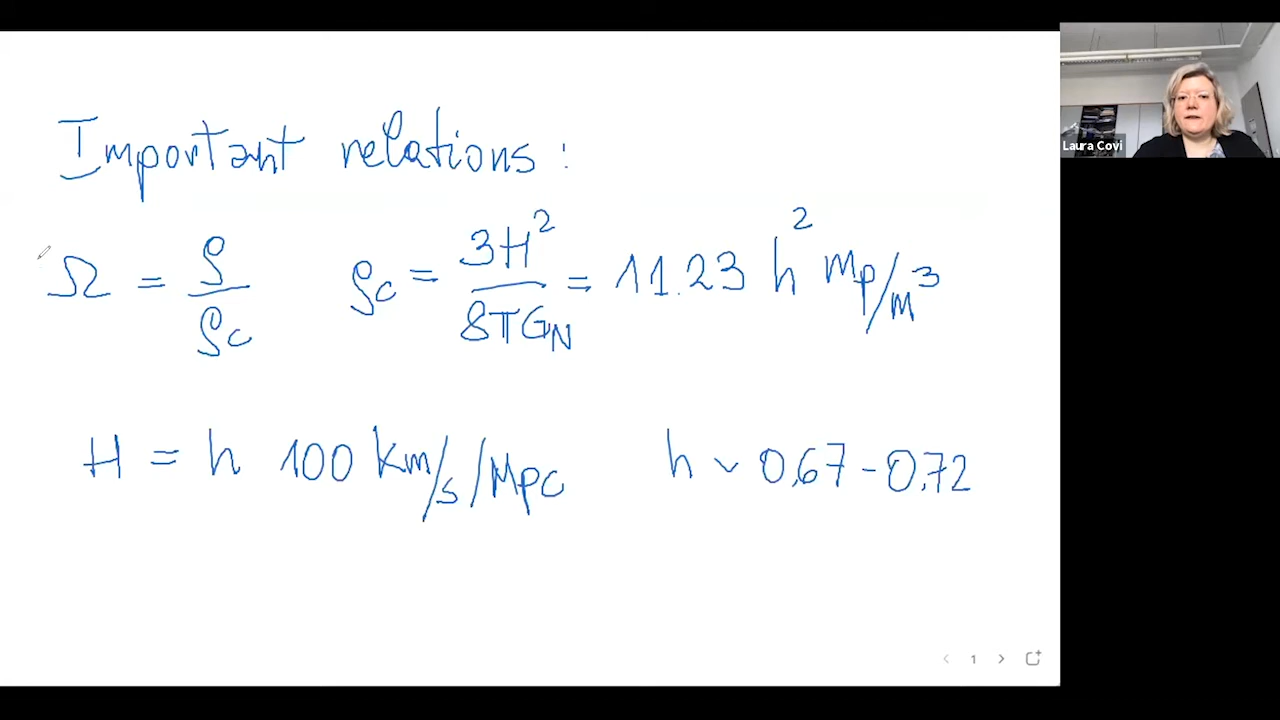 Important relations:
Ω = ρ/ρc   ρc = 3H²/8πG_N = 11.23 h² mp/m³
H = h 100 km/s/Mpc   h ~ 0.67 - 0.72
Laura Covi
1